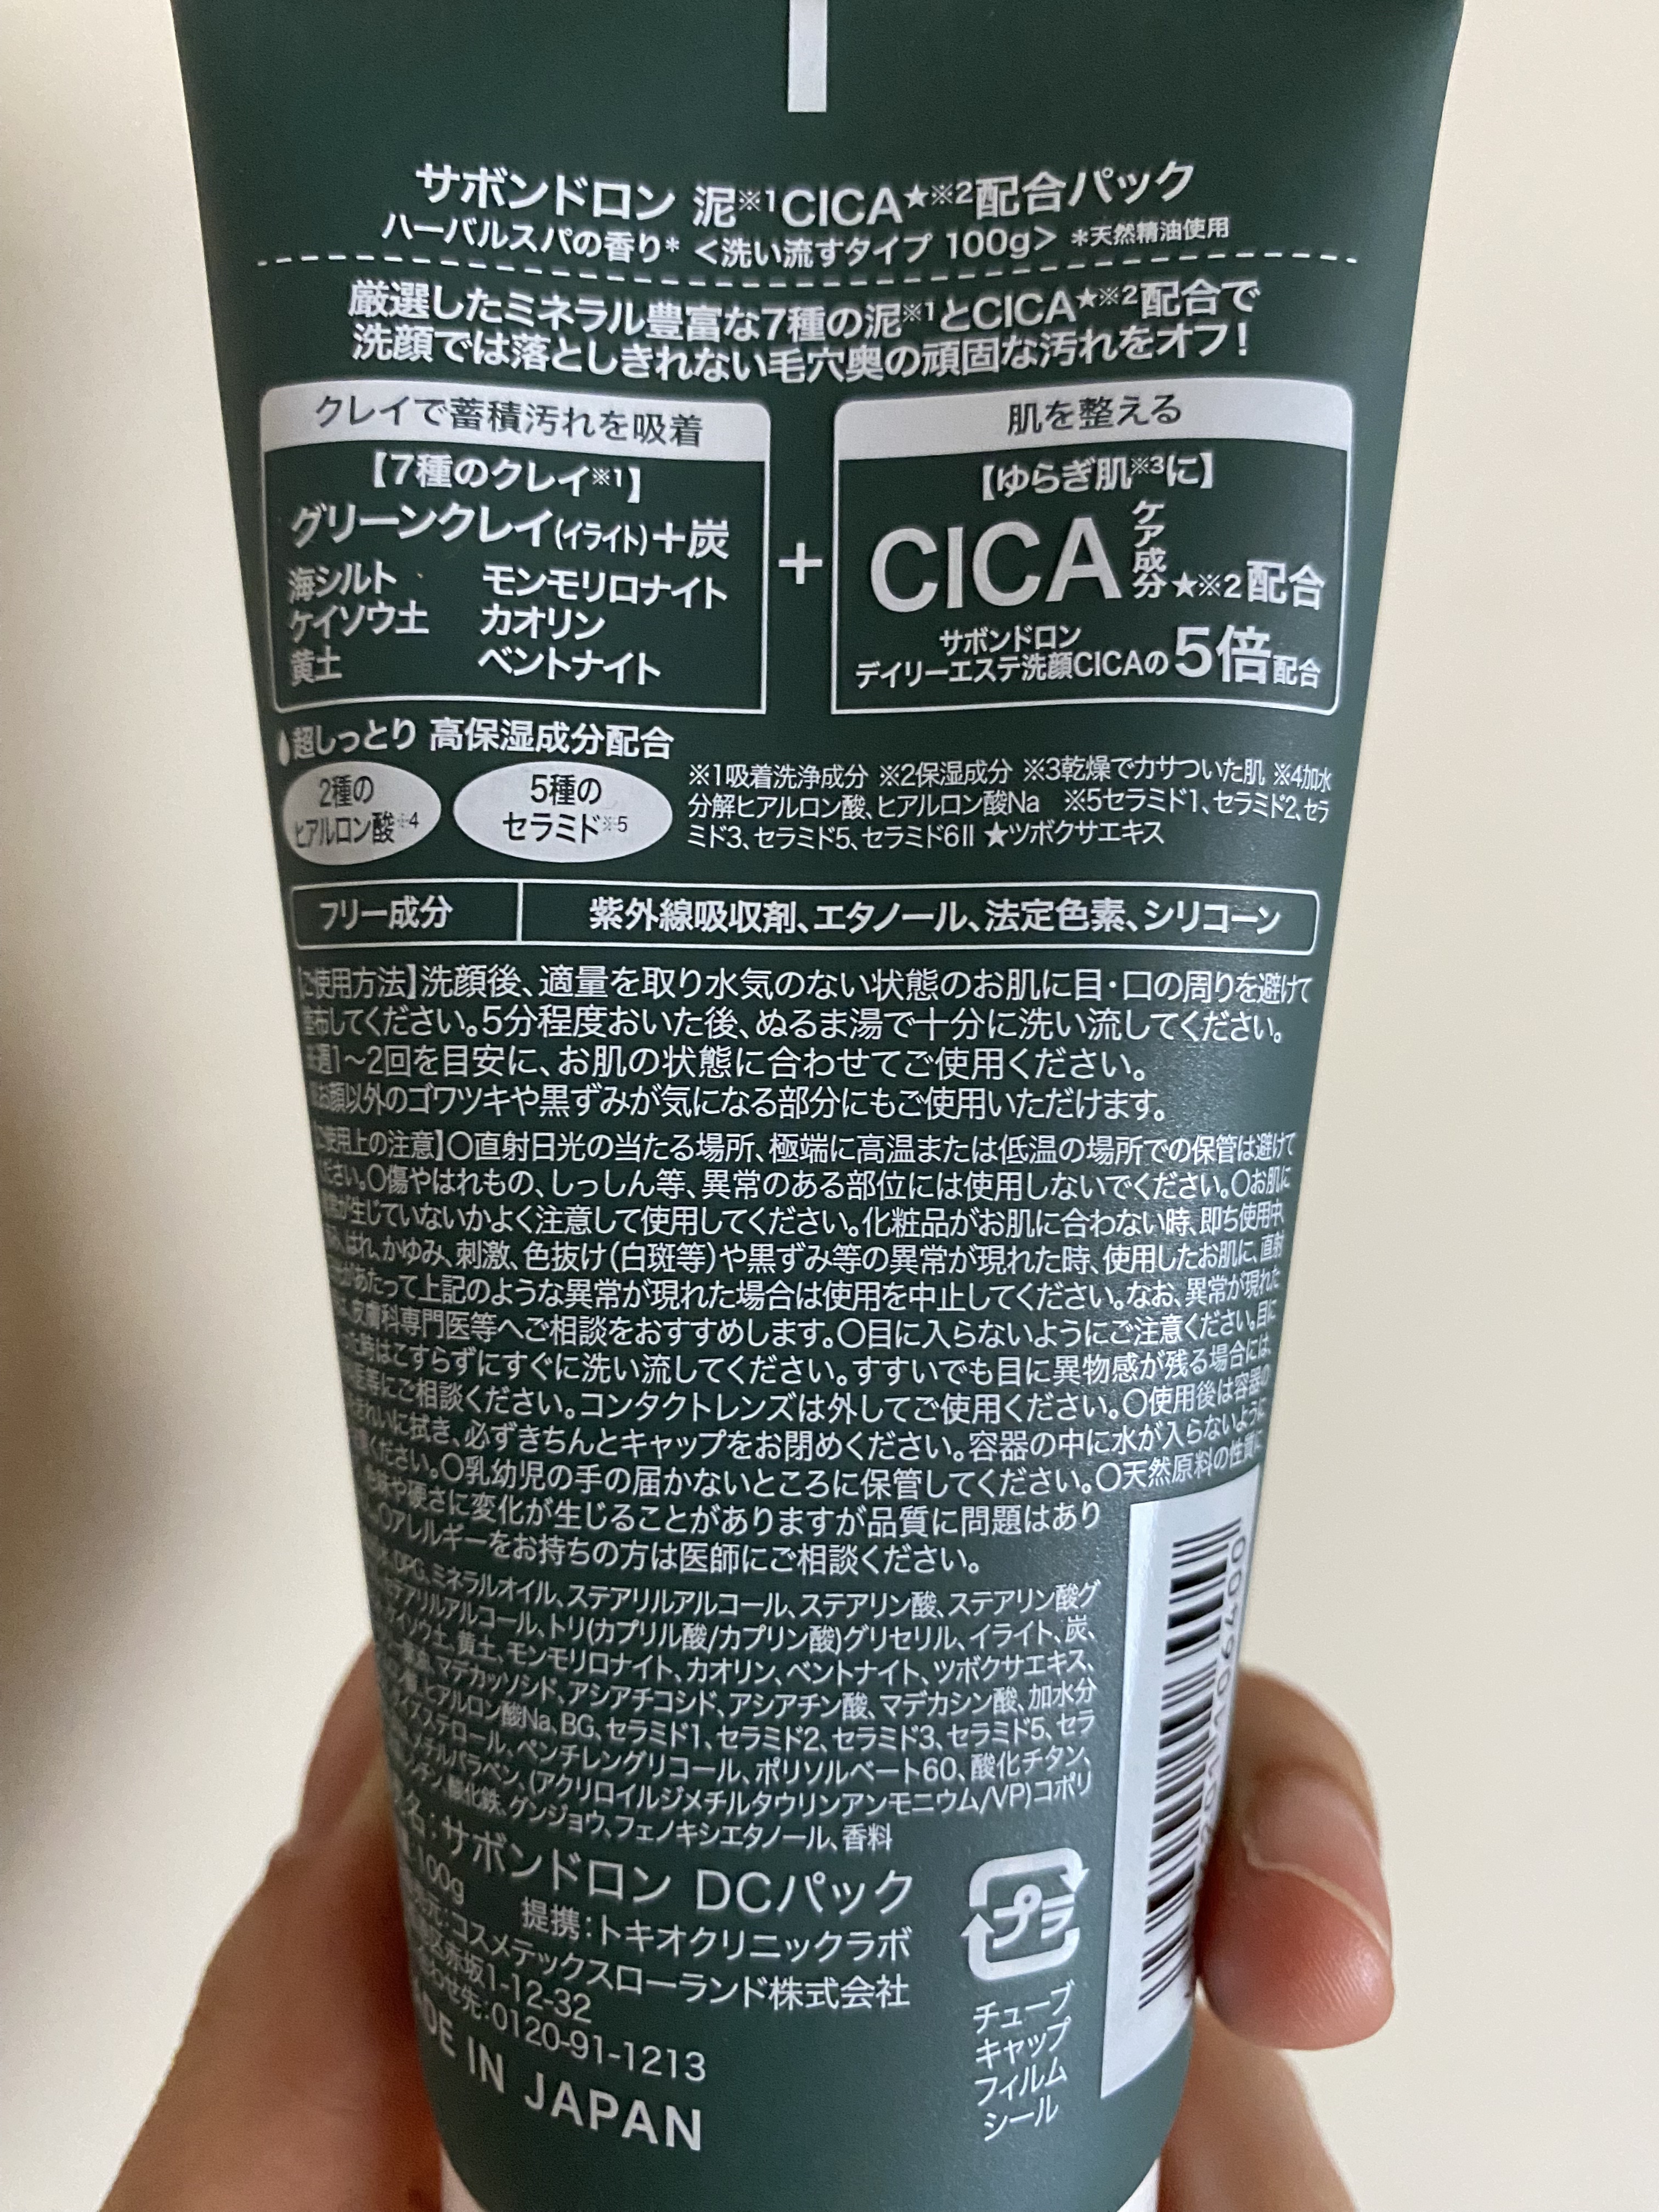 サボンドロン 泥※1CICA★※2配合パック
ハーバルスパの香り* <洗い流すタイプ 100g> *天然精油使用
厳選したミネラル豊富な7種の泥※1とCICA★※2配合で
洗顔では落としきれない毛穴奥の頑固な汚れをオフ!
クレイで蓄積汚れを吸着
【7種のクレイ※1】
グリーンクレイ(イライト)+炭
海シルト モンモリロナイト
ケイソウ土 カオリン
黄土 ベントナイト
+
肌を整える
【ゆらぎ肌※3に】
CICAケア成分★※2配合
サボンドロン
デイリーエステ洗顔CICAの5倍配合
超しっとり 高保湿成分配合
2種の
ヒアルロン酸※4
5種の
セラミド※5
※1吸着洗浄成分 ※2保湿成分 ※3乾燥でカサついた肌 ※4加水
分解ヒアルロン酸、ヒアルロン酸Na ※5セラミド1、セラミド2、セラ
ミド3、セラミド5、セラミド6II ★ツボクサエキス
フリー成分 紫外線吸収剤、エタノール、法定色素、シリコーン
【ご使用方法】洗顔後、適量を取り水気のない状態のお肌に目・口の周りを避けて
塗布してください。5分程度おいた後、ぬるま湯で十分に洗い流してください。
週1〜2回を目安に、お肌の状態に合わせてご使用ください。
お顔以外のゴワツキや黒ずみが気になる部分にもご使用いただけます。
【ご使用上の注意】○直射日光の当たる場所、極端に高温または低温の場所での保管は避けて
ください。○傷やはれもの、しっしん等、異常のある部位には使用しないでください。○お肌に
異常が生じていないかよく注意して使用してください。化粧品がお肌に合わない時、即ち使用中、
はれ、かゆみ、刺激、色抜け(白斑等)や黒ずみ等の異常が現れた時、使用したお肌に、直射
があたって上記のような異常が現れた場合は使用を中止してください。なお、異常が現れた
は、皮膚科専門医等へご相談をおすすめします。○目に入らないようにご注意ください。目に
た時はこすらずにすぐに洗い流してください。すすいでも目に異物感が残る場合には、
医等にご相談ください。コンタクトレンズは外してご使用ください。○使用後は容器の
きれいに拭き、必ずきちんとキャップをお閉めください。容器の中に水が入らないように
ください。○乳幼児の手の届かないところに保管してください。○天然原料の性質に
や硬さに変化が生じることがありますが品質に問題はあり
○アレルギーをお持ちの方は医師にご相談ください。
DPG、ミネラルオイル、ステアリルアルコール、ステアリン酸、ステアリン酸グ
アリルアルコール、トリ(カプリル酸/カプリン酸)グリセリル、イライト、炭、
ケイソウ土、黄土、モンモリロナイト、カオリン、ベントナイト、ツボクサエキス、
マデカッソシド、アシアチコシド、アシアチン酸、マデカシン酸、加水分
ヒアルロン酸Na、BG、セラミド1、セラミド2、セラミド3、セラミド5、セラ
ステロール、ペンチレングリコール、ポリソルベート60、酸化チタン、
メチルパラベン、(アクリロイルジメチルタウリンアンモニウム/VP)コポリ
酸化鉄、グンジョウ、フェノキシエタノール、香料
名:サボンドロン DCパック
100g 提携:トキオクリニックラボ
元:コスメテックスローランド株式会社
区赤坂1-12-32
わせ先:0120-91-1213
DE IN JAPAN
プラ
チューブ
キャップ
フィルム
シール